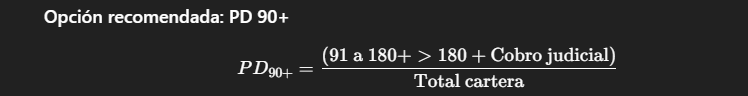 Opción recomendada: PD 90+
PD₉₀₊ = (91 a 180+ > 180 + Cobro judicial) / Total cartera